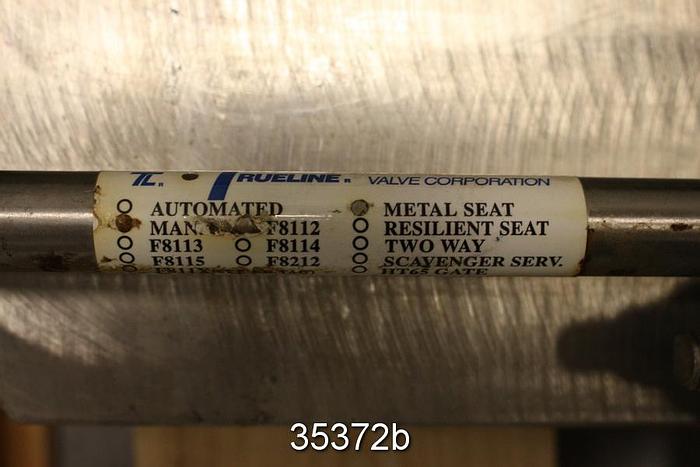 TC® TRUELINE® VALVE CORPORATION
AUTOMATED METAL SEAT
MAN F8112 RESILIENT SEAT
F8113 F8114 TWO WAY
F8115 F8212 SCAVENGER SERV.
HT65 GATE
35372b